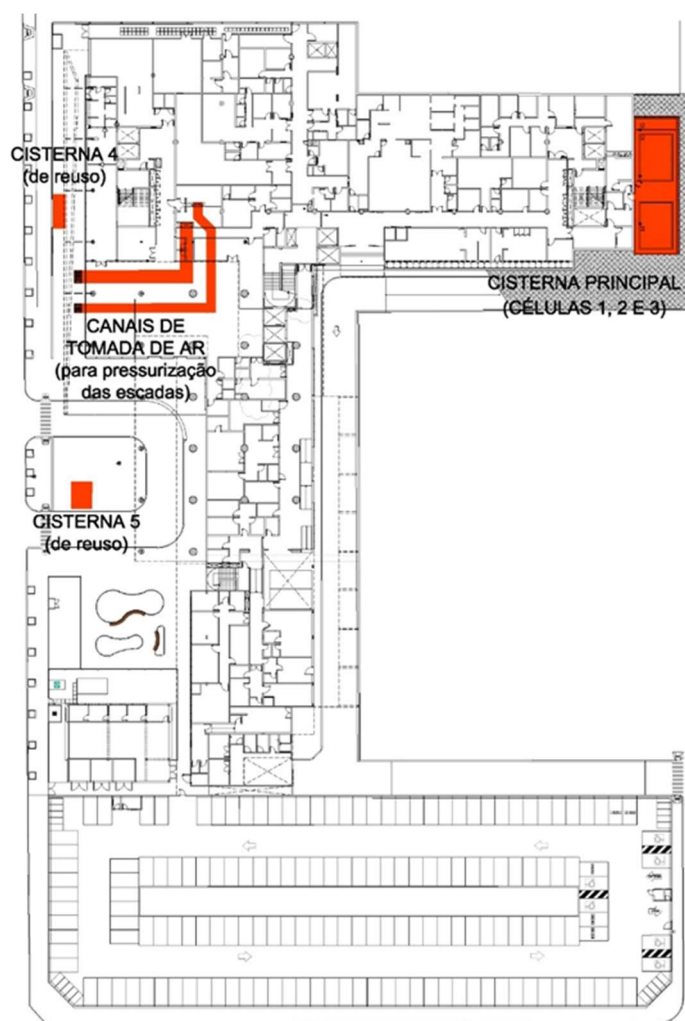 CISTERNA 4
(de reuso)
CISTERNA PRINCIPAL
(CÉLULAS 1, 2 E 3)
CANAIS DE
TOMADA DE AR
(para pressurização
das escadas)
CISTERNA 5
(de reuso)